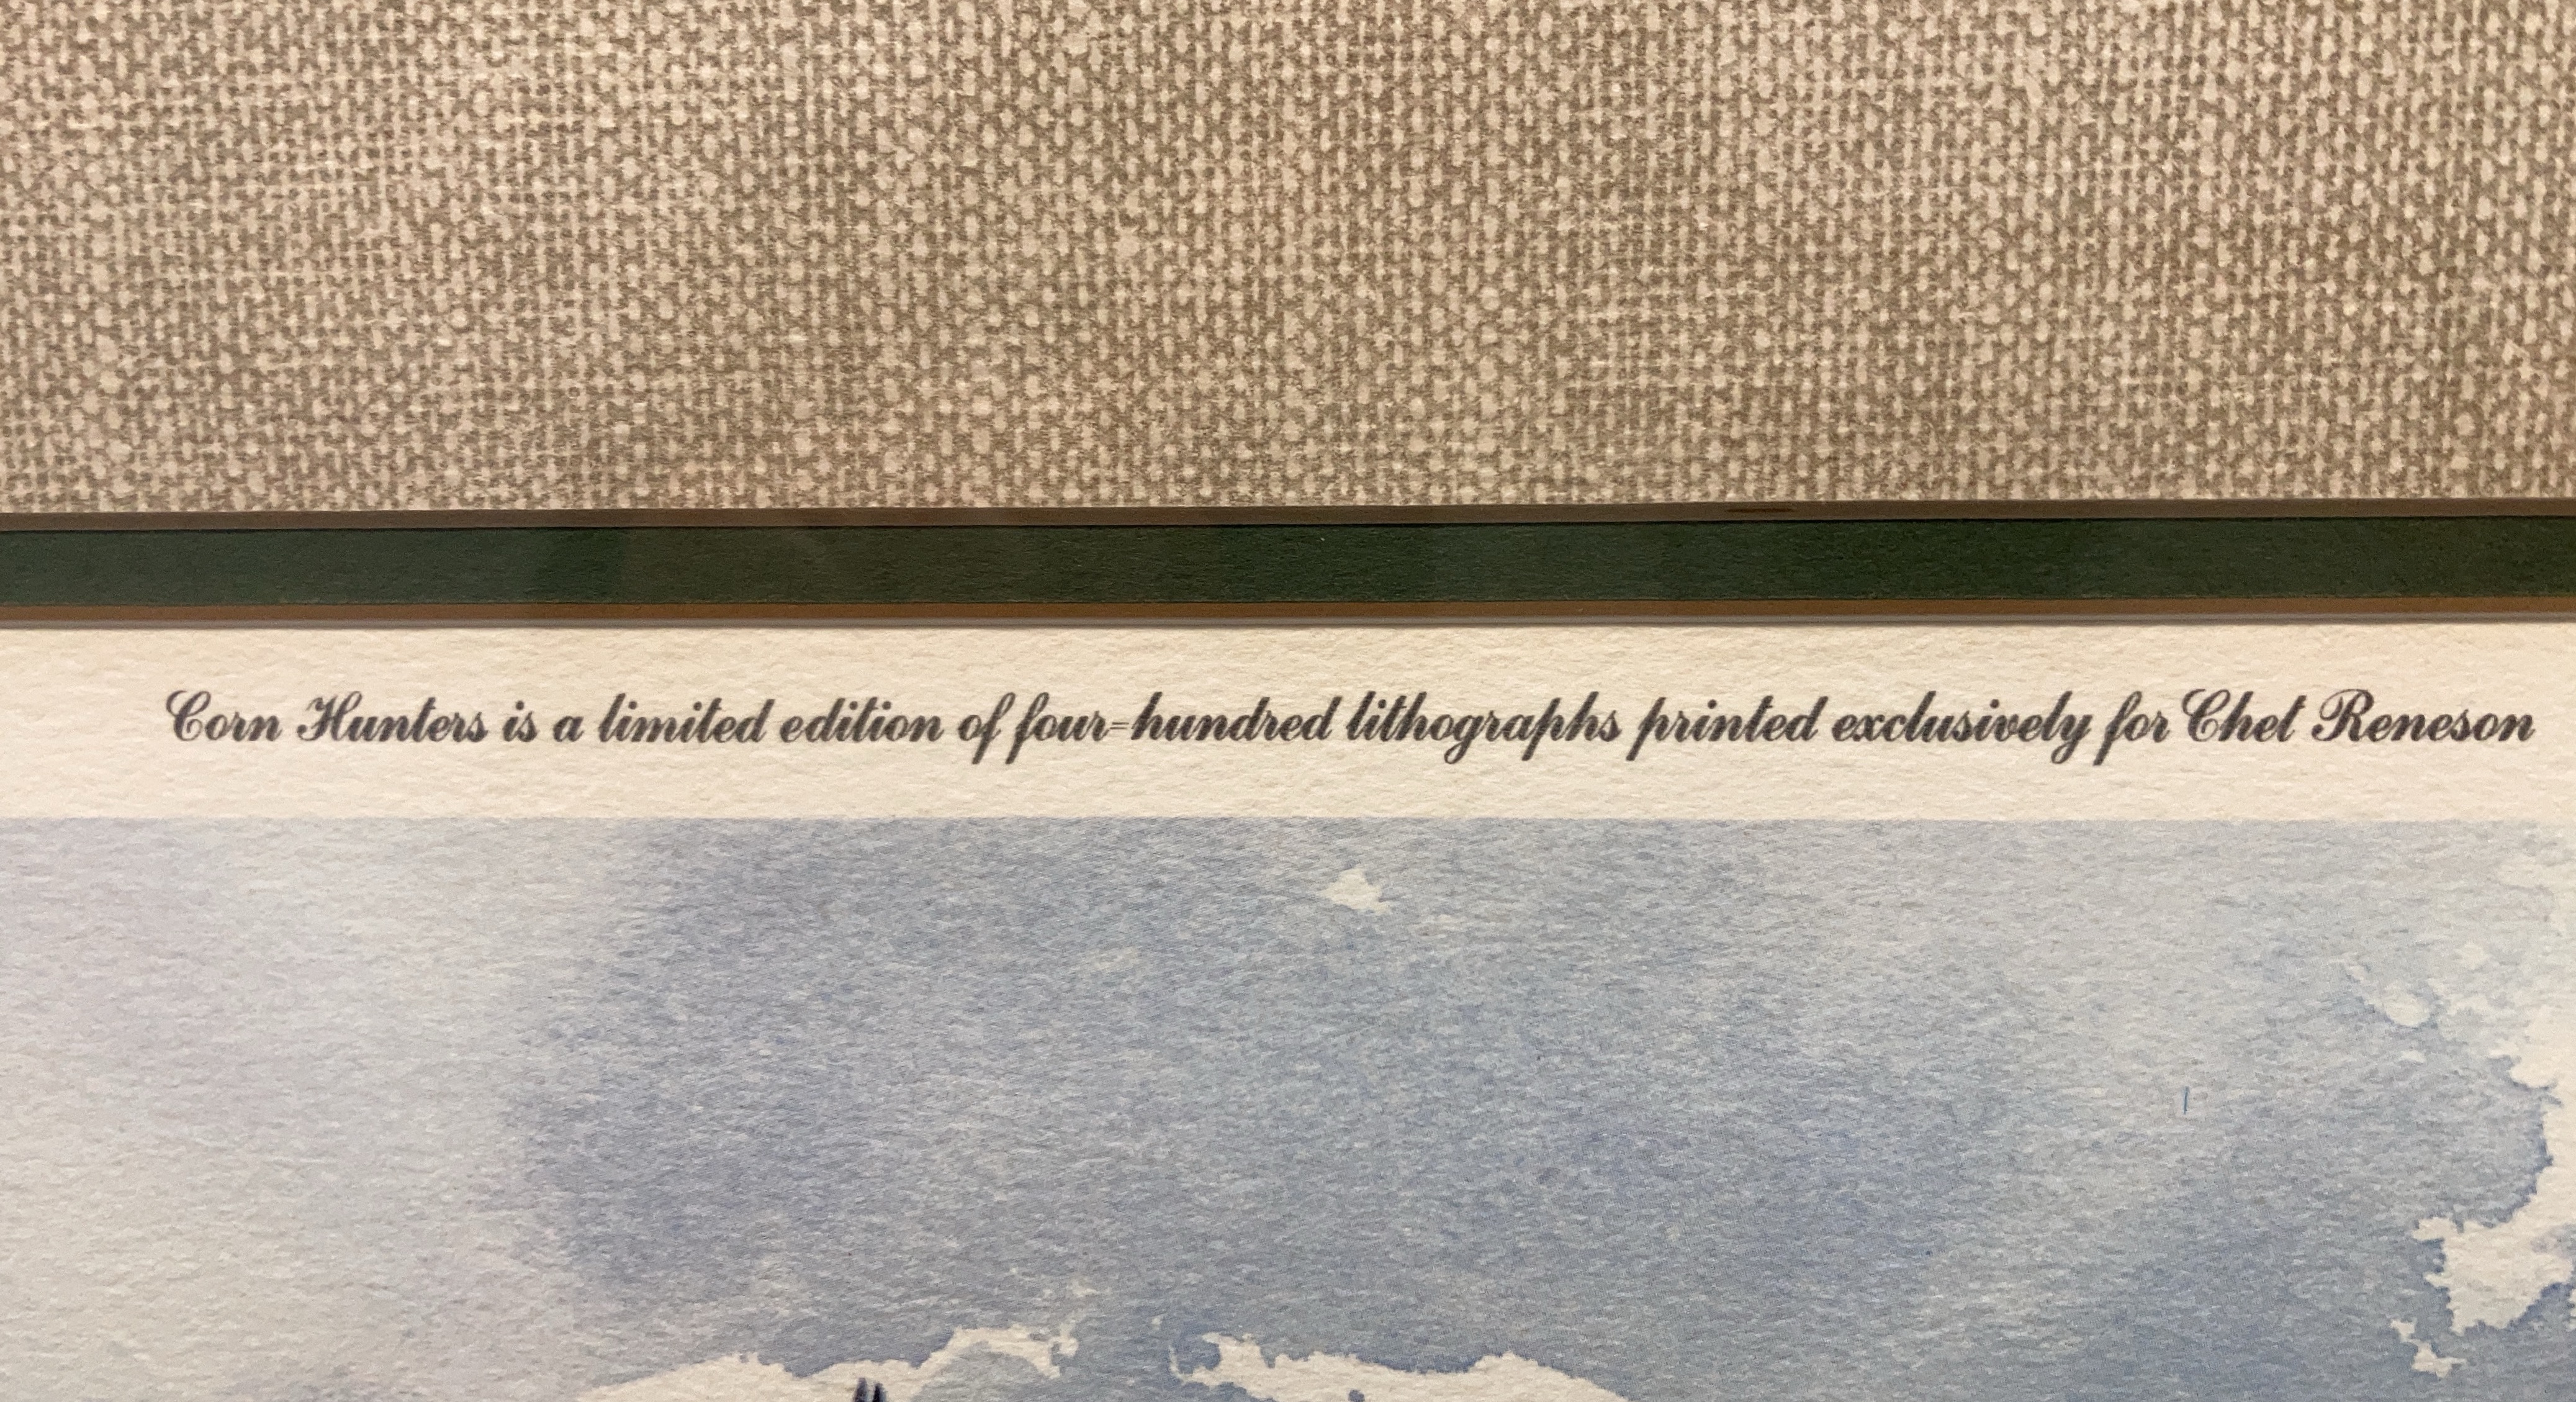 Corn Hunters is a limited edition of four-hundred lithographs printed exclusively for Chet Reneson